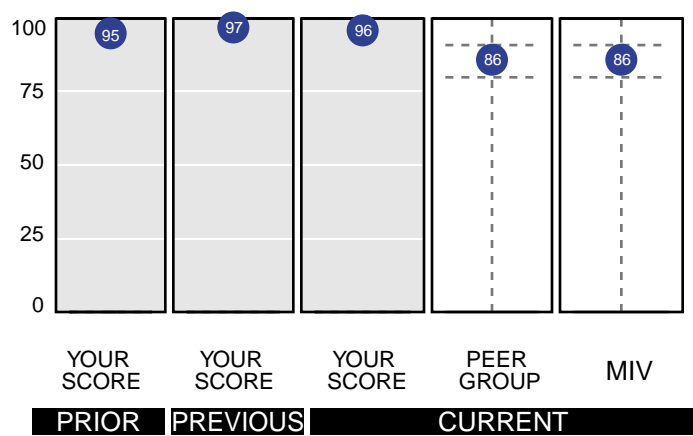 100
75
50
25
0
95
97
96
86
86
YOUR
SCORE
YOUR
SCORE
YOUR
SCORE
PEER
GROUP
MIV
PRIOR
PREVIOUS
CURRENT